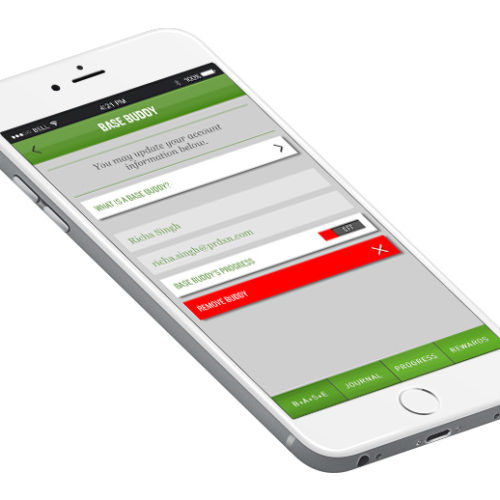 BELL
4:21 PM
100%
BASE BUDDY
You may update your account
information below.
WHAT IS A BASE BUDDY?
Richa Singh
richa.singh@prdxn.com
BASE BUDDY'S PROGRESS
OFF
REMOVE BUDDY
B•A•S•E
JOURNAL
PROGRESS
REWARDS